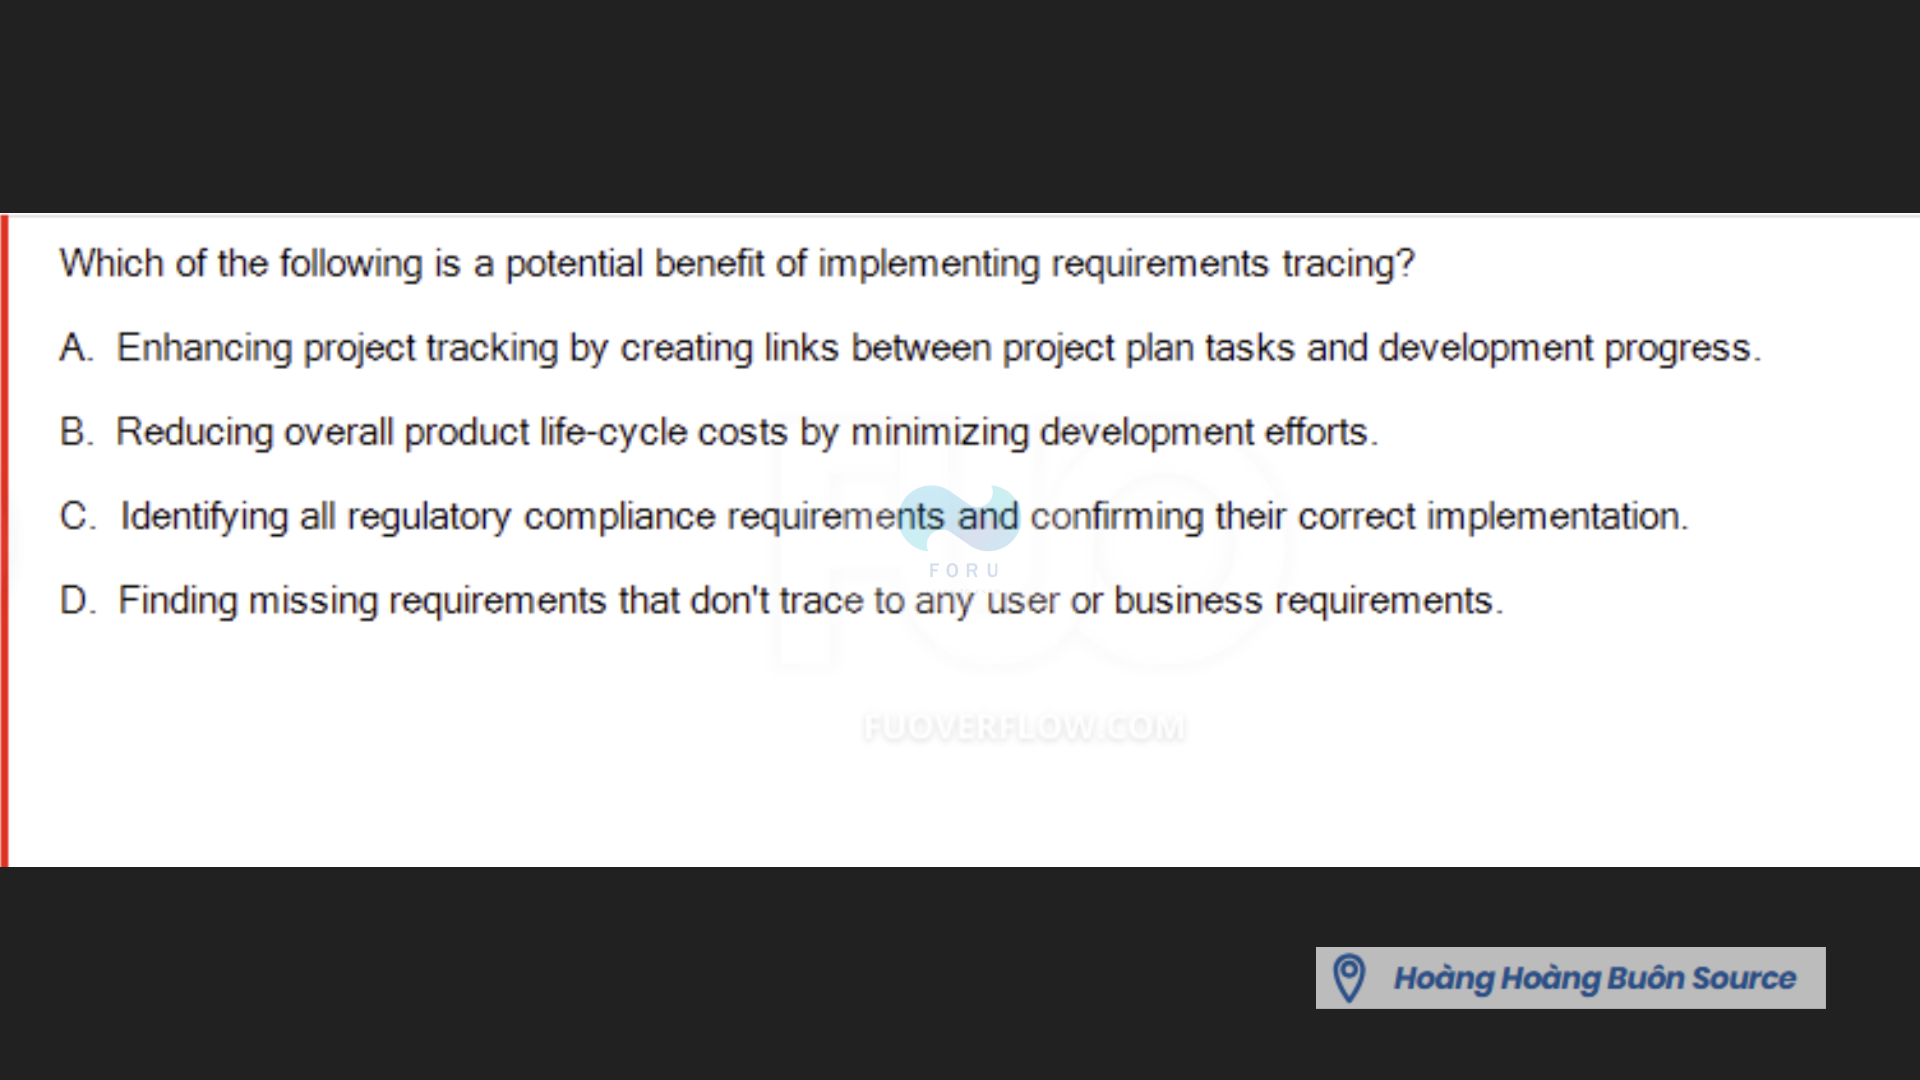 Which of the following is a potential benefit of implementing requirements tracing?
A. Enhancing project tracking by creating links between project plan tasks and development progress.
B. Reducing overall product life-cycle costs by minimizing development efforts.
C. Identifying all regulatory compliance requirements and confirming their correct implementation.
FORU
D. Finding missing requirements that don't trace to any user or business requirements.
FUO
FUOVERFLOW.COM
Hoàng Hoàng Buôn Source